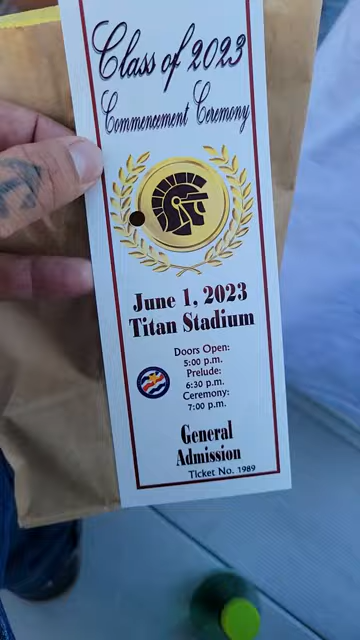 Class of 2023
Commencement Ceremony
June 1, 2023
Titan Stadium
Doors Open:
5:00 p.m.
Prelude:
6:30 p.m.
Ceremony:
7:00 p.m.
General
Admission
Ticket No. 1989